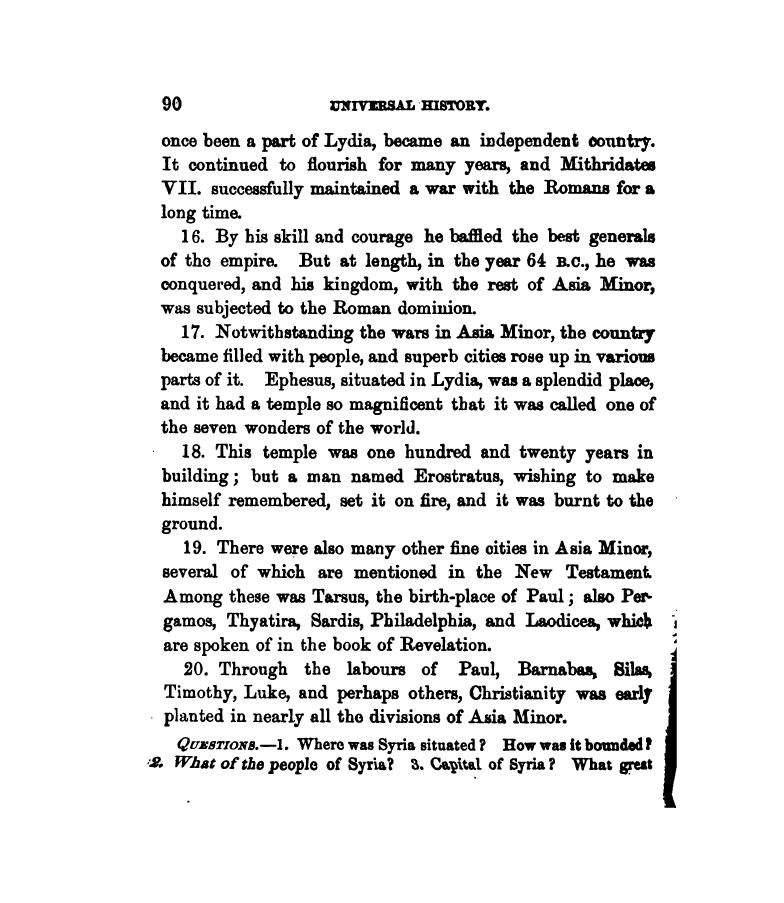 90 UNIVERSAL HISTORY.
once been a part of Lydia, became an independent country.
It continued to flourish for many years, and Mithridates
VII. successfully maintained a war with the Romans for a
long time.
16. By his skill and courage he baffled the best generals
of the empire. But at length, in the year 64 B.C., he was
conquered, and his kingdom, with the rest of Asia Minor,
was subjected to the Roman dominion.
17. Notwithstanding the wars in Asia Minor, the country
became filled with people, and superb cities rose up in various
parts of it. Ephesus, situated in Lydia, was a splendid place,
and it had a temple so magnificent that it was called one of
the seven wonders of the world.
18. This temple was one hundred and twenty years in
building; but a man named Erostratus, wishing to make
himself remembered, set it on fire, and it was burnt to the
ground.
19. There were also many other fine cities in Asia Minor,
several of which are mentioned in the New Testament.
Among these was Tarsus, the birth-place of Paul; also Per-
gamos, Thyatira, Sardis, Philadelphia, and Laodicea, which
are spoken of in the book of Revelation.
20. Through the labours of Paul, Barnabas, Silas,
Timothy, Luke, and perhaps others, Christianity was early
planted in nearly all the divisions of Asia Minor.
QUESTIONS.—1. Where was Syria situated? How was it bounded?
2. What of the people of Syria? 3. Capital of Syria? What great